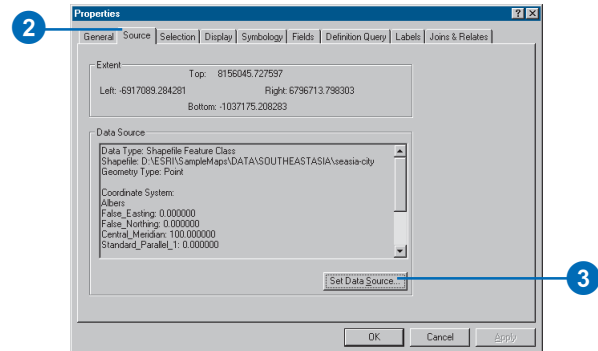 Properties
General Source Selection Display Symbology Fields Definition Query Labels Joins & Relates
2
Extent
Top: 8156045.727597
Left: -6917089.284281 Right: 6796713.798303
Bottom: -1037175.208283
Data Source
Data Type: Shapefile Feature Class
Shapefile: D:\ESRI\SampleMaps\DATA\SOUTHEASTASIA\seasia-city
Geometry Type: Point
Coordinate System:
Albers
False_Easting: 0.000000
False_Northing: 0.000000
Central_Meridian: 100.000000
Standard_Parallel_1: 0.000000
Set Data Source...
3
OK Cancel Apply